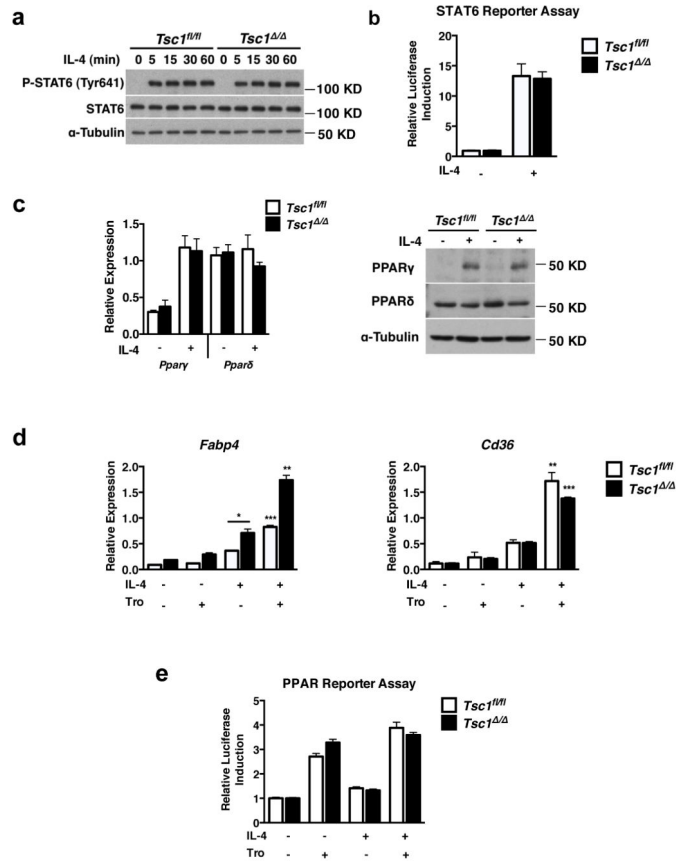 a
Tsc1fl/fl Tsc1Δ/Δ
IL-4 (min) 0 5 15 30 60 0 5 15 30 60
P-STAT6 (Tyr641) 100 KD
STAT6 100 KD
α-Tubulin 50 KD
b
STAT6 Reporter Assay
Relative Luciferase
Induction
20
15
10
5
0
IL-4 - +
Tsc1fl/fl
Tsc1Δ/Δ
c
Relative Expression
1.5
1.0
0.5
0.0
IL-4 - + - +
Pparγ Pparδ
Tsc1fl/fl
Tsc1Δ/Δ
Tsc1fl/fl Tsc1Δ/Δ
IL-4 - + - +
PPARγ 50 KD
PPARδ 50 KD
α-Tubulin 50 KD
d
Fabp4
Relative Expression
2.0
1.5
1.0
0.5
0.0
* *** **
IL-4 - - + +
Tro - + - +
Cd36
Relative Expression
2.0
1.5
1.0
0.5
0.0
** ***
IL-4 - - + +
Tro - + - +
Tsc1fl/fl
Tsc1Δ/Δ
e
PPAR Reporter Assay
Relative Luciferase
Induction
5
4
3
2
1
0
IL-4 - - + +
Tro - + - +
Tsc1fl/fl
Tsc1Δ/Δ